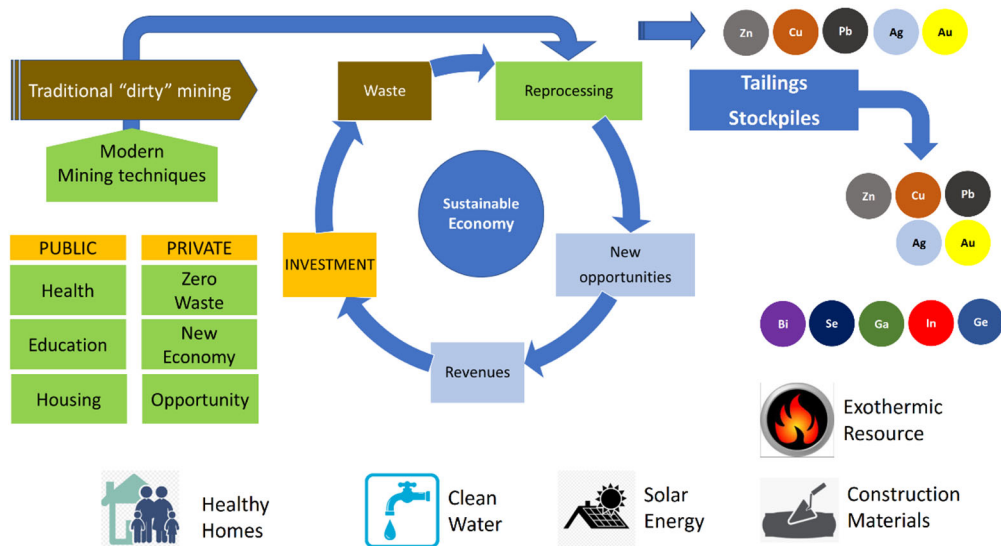 Zn Cu Pb Ag Au
Traditional "dirty" mining
Waste
Reprocessing
Tailings
Stockpiles
Modern
Mining techniques
Zn Cu Pb
Ag Au
Sustainable
Economy
PUBLIC
PRIVATE
INVESTMENT
New
opportunities
Health
Zero
Waste
Education
New
Economy
Housing
Opportunity
Revenues
Bi Se Ga In Ge
Exothermic
Resource
Healthy
Homes
Clean
Water
Solar
Energy
Construction
Materials